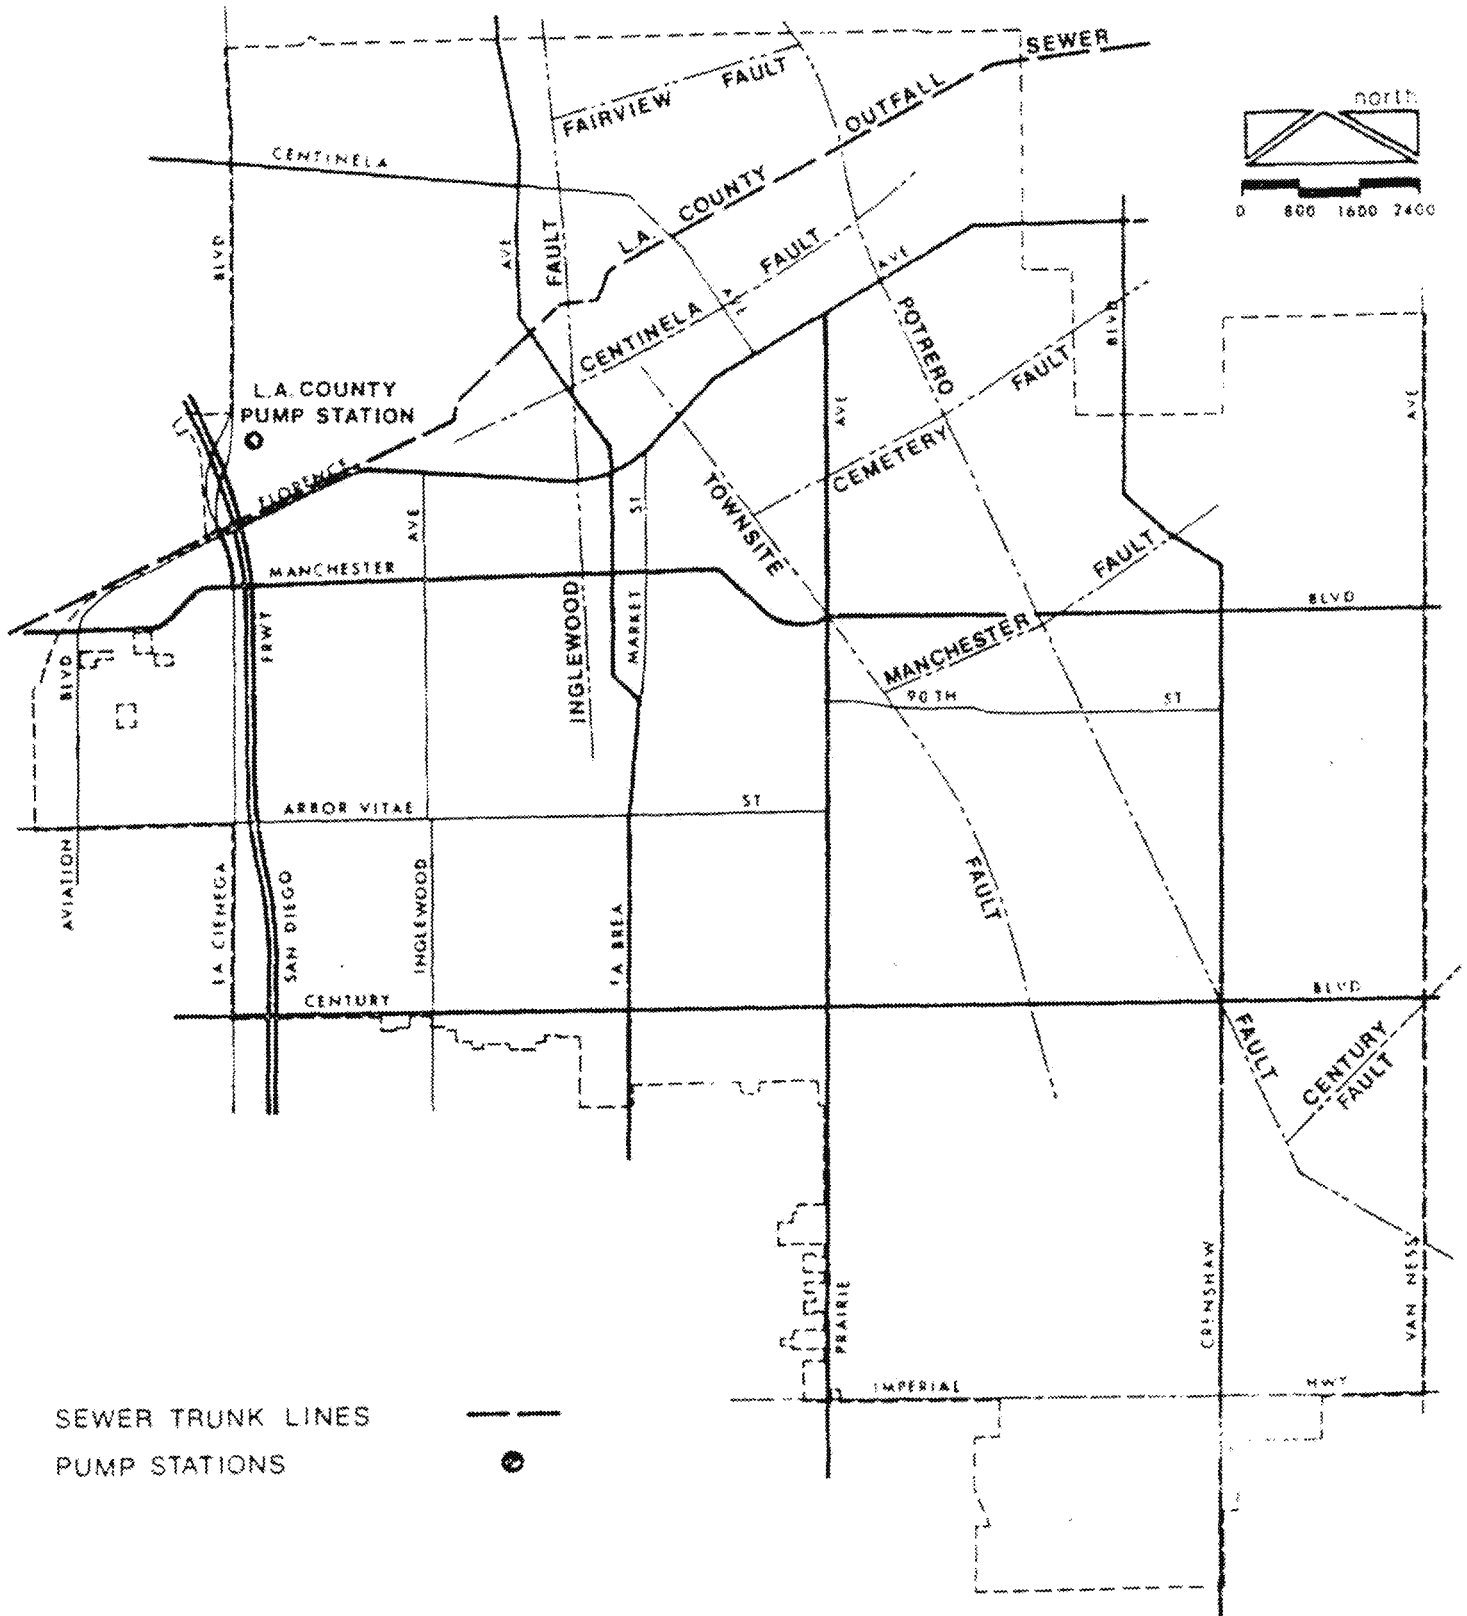 SEWER
FAULT
FAIRVIEW
OUTFALL
north
CENTINELA
COUNTY
0 800 1600 2400
BLVD
AVE
FAULT
L.A.
FAULT
AVE
CENTINELA
POTRERO
BLVD
FAULT
L.A. COUNTY
PUMP STATION
AVE
AVE
FLORENCE
TOWNSITE
CEMETERY
ST
AVE
MANCHESTER
FAULT
INGLEWOOD
MARKET
BLVD
FRWY
BLVD
MANCHESTER
90 TH ST
ARBOR VITAE ST
AVIATION
LA CIENEGA
SAN DIEGO
INGLEWOOD
LA BREA
FAULT
CENTURY
BLVD
FAULT
CENTURY
FAULT
PRAIRIE
CRENSHAW
VAN NESS
IMPERIAL HWY
SEWER TRUNK LINES
PUMP STATIONS